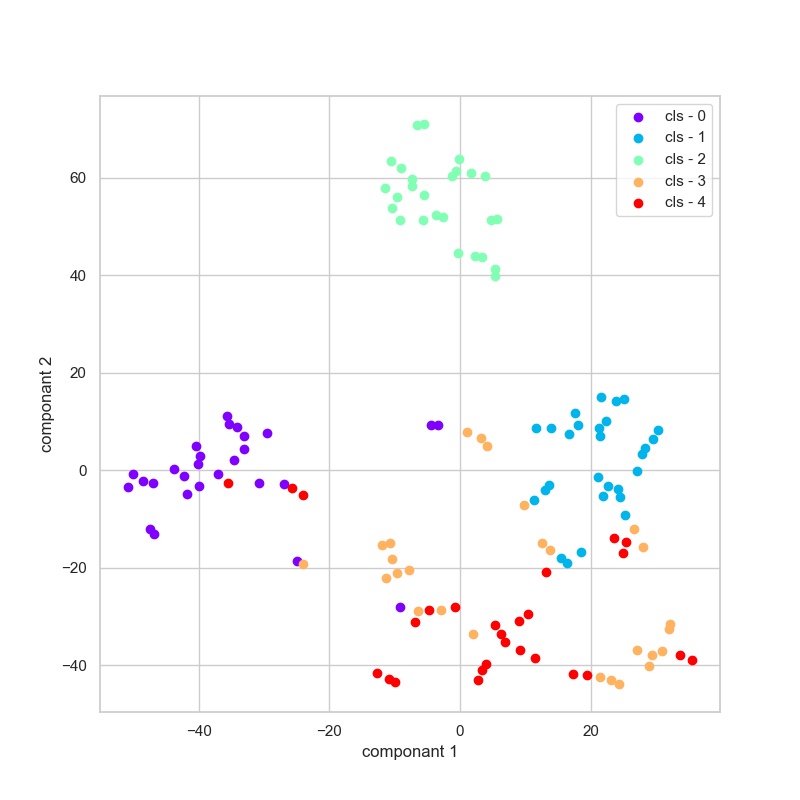 cls - 0
cls - 1
cls - 2
cls - 3
cls - 4
60
40
20
0
−20
−40
componant 2
−40
−20
0
20
componant 1